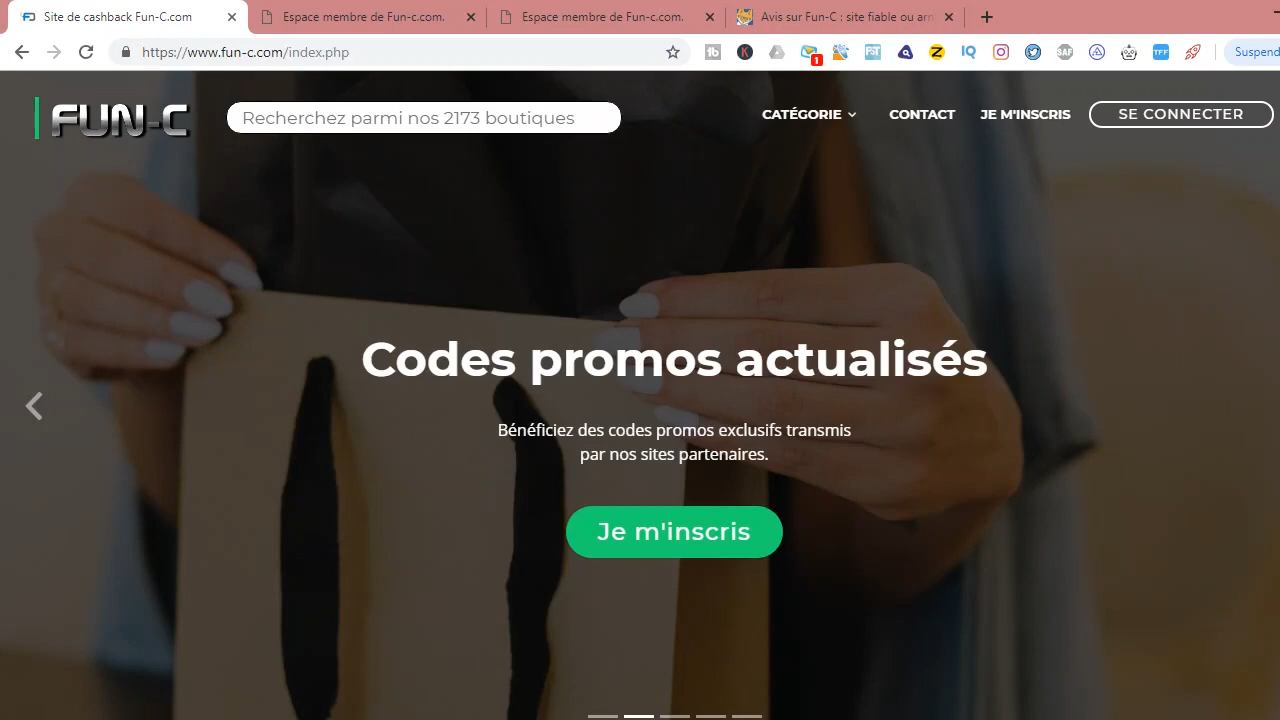 Site de cashback Fun-C.com
Espace membre de Fun-c.com.
Espace membre de Fun-c.com.
Avis sur Fun-C : site fiable ou arn
https://www.fun-c.com/index.php
1
Suspend
FUN-C
Recherchez parmi nos 2173 boutiques
CATÉGORIE
CONTACT
JE M'INSCRIS
SE CONNECTER
Codes promos actualisés
Bénéficiez des codes promos exclusifs transmis
par nos sites partenaires.
Je m'inscris